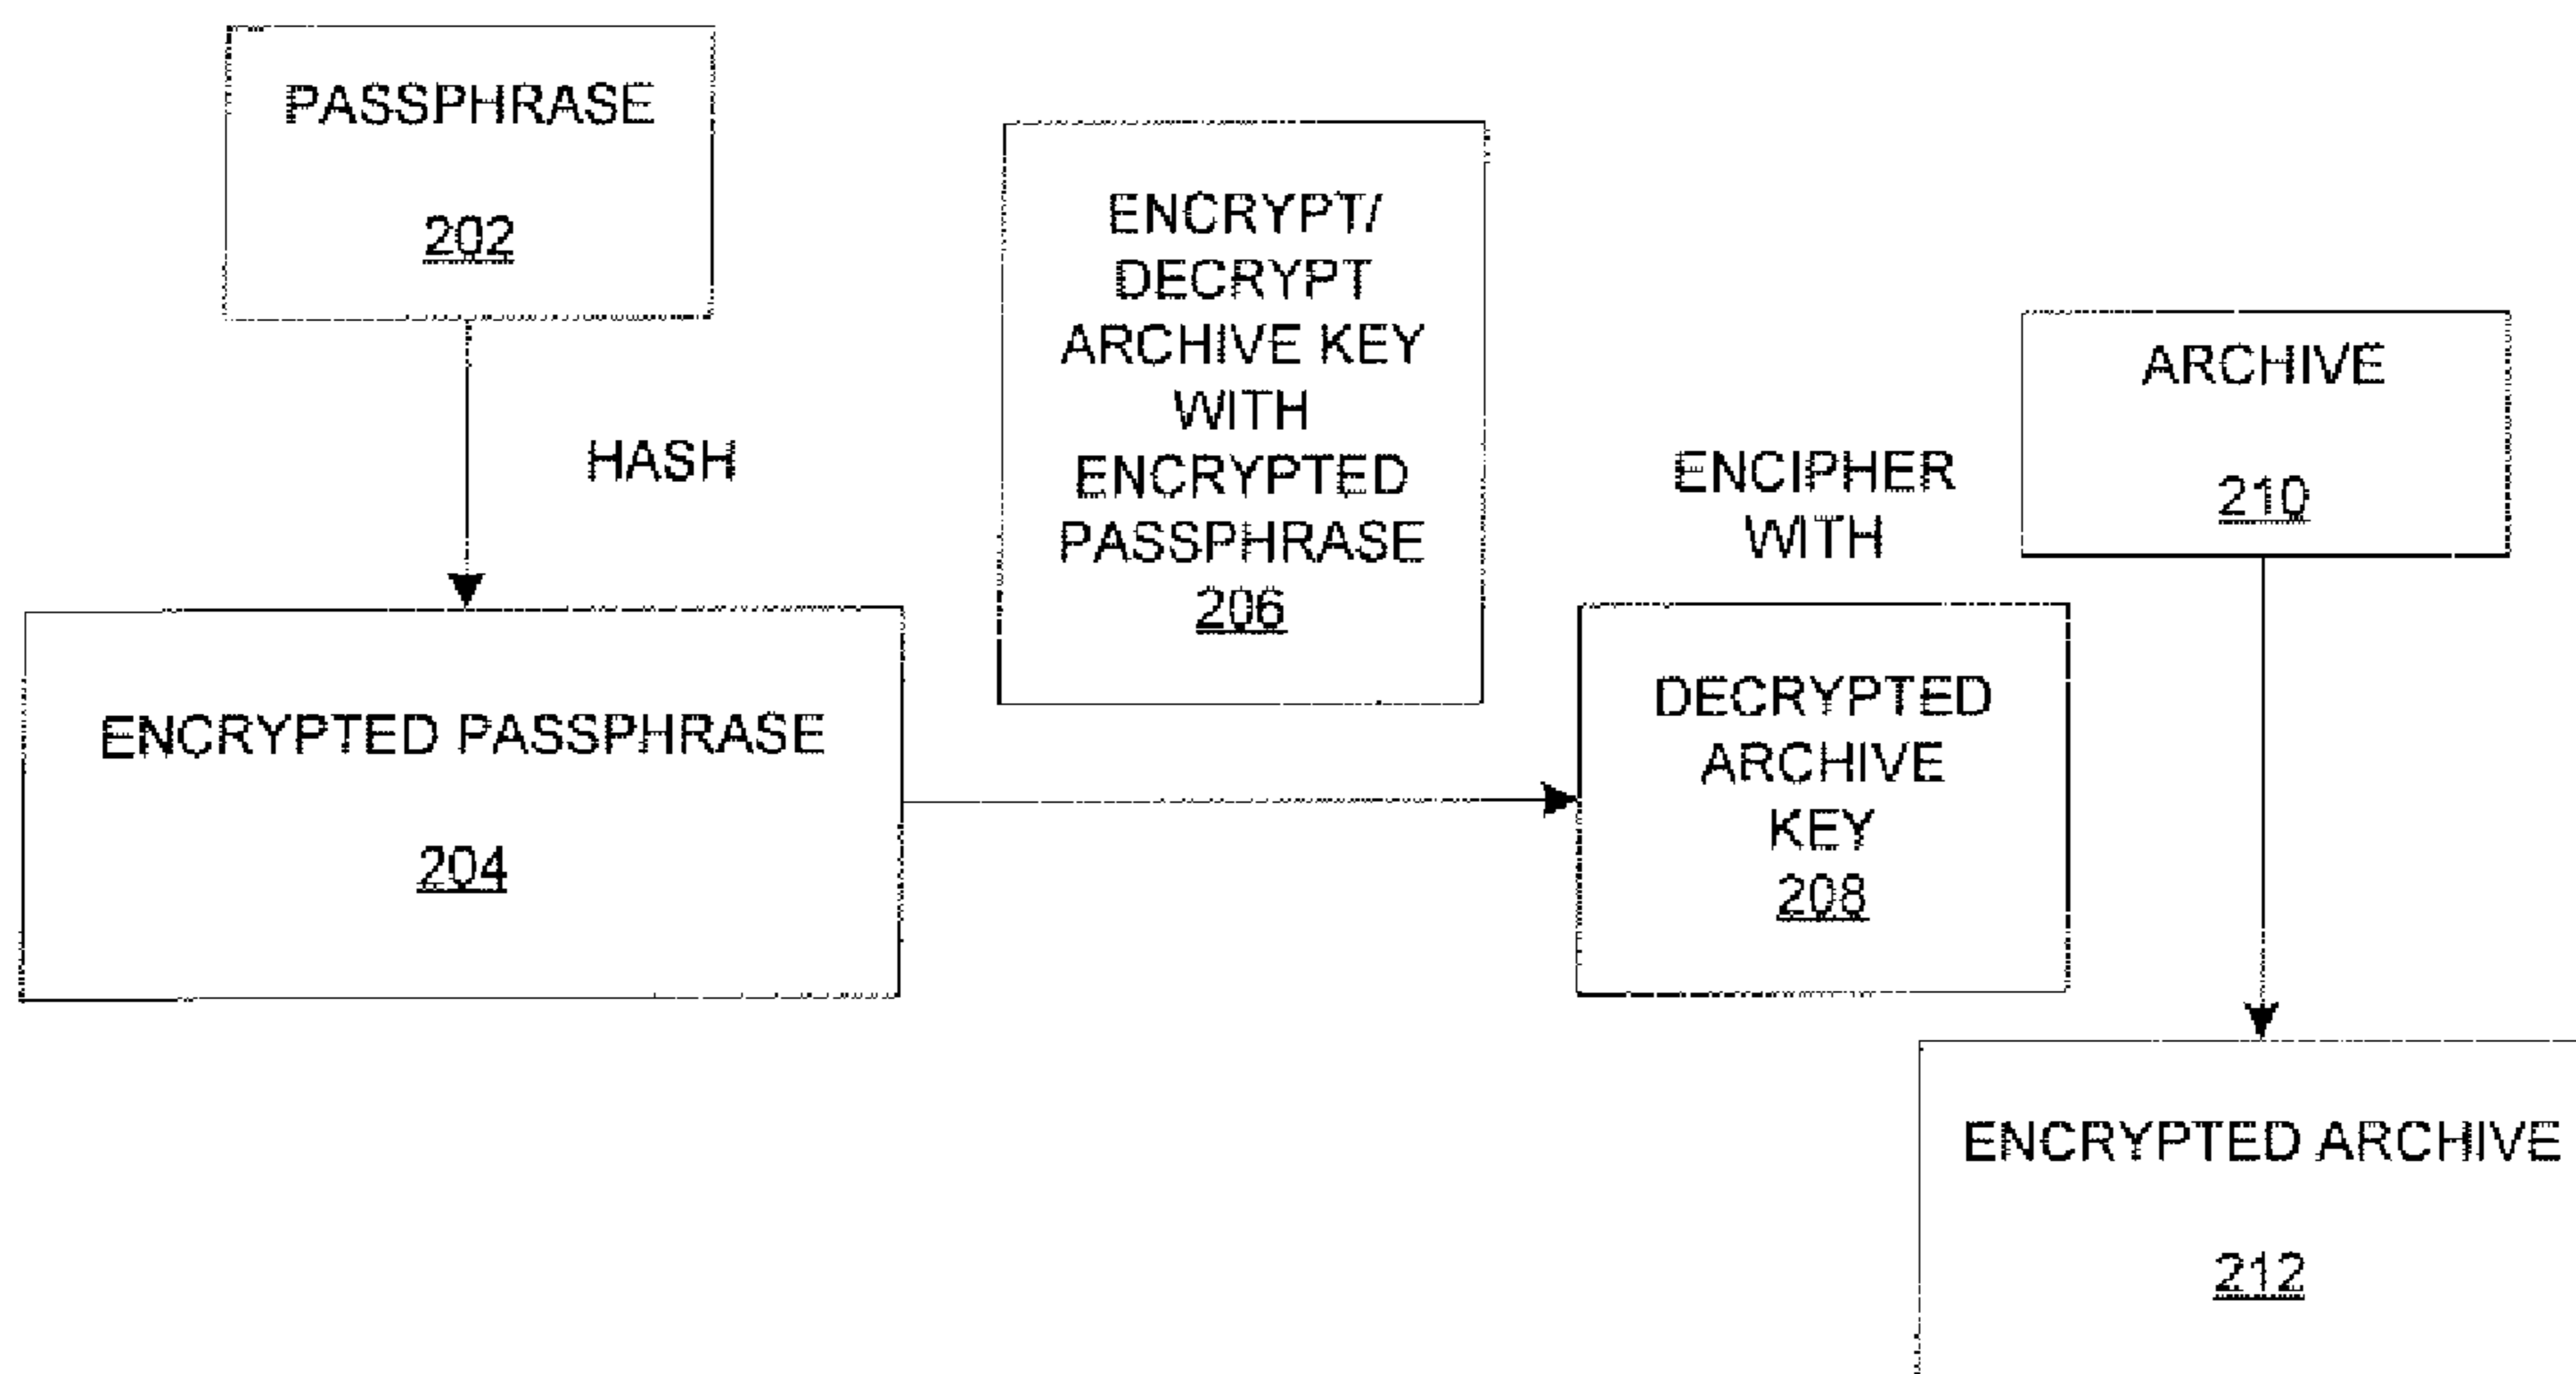 PASSPHRASE
202
HASH
ENCRYPTED PASSPHRASE
204
ENCRYPT/
DECRYPT
ARCHIVE KEY
WITH
ENCRYPTED
PASSPHRASE
206
ENCIPHER
WITH
DECRYPTED
ARCHIVE
KEY
208
ARCHIVE
210
ENCRYPTED ARCHIVE
212